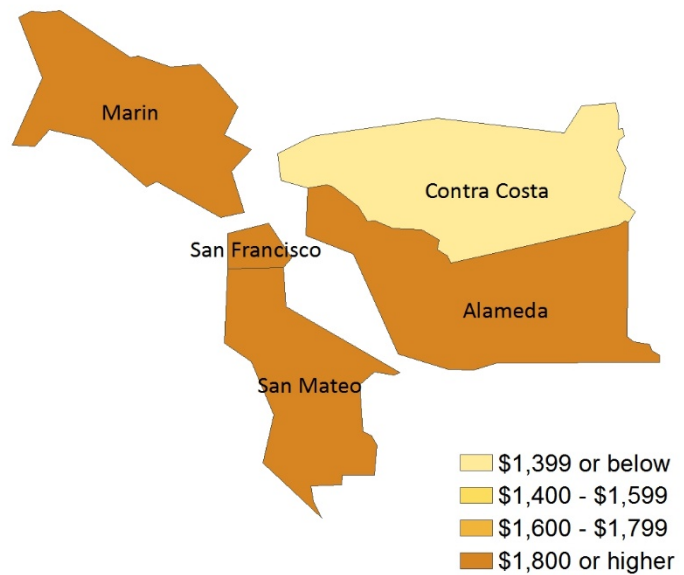 Marin
Contra Costa
San Francisco
Alameda
San Mateo
$1,399 or below
$1,400 - $1,599
$1,600 - $1,799
$1,800 or higher